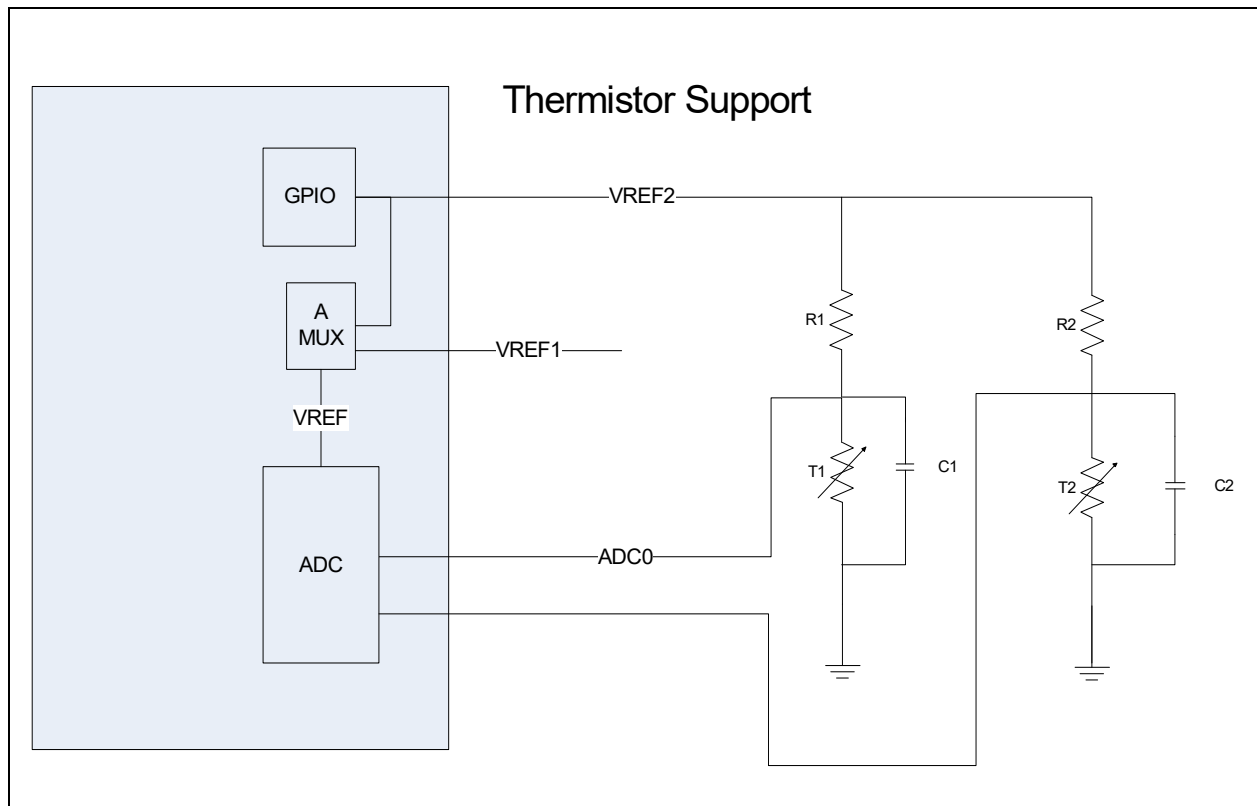 Thermistor Support
GPIO
VREF2
A
MUX
VREF1
VREF
R1
R2
T1
C1
T2
C2
ADC
ADC0